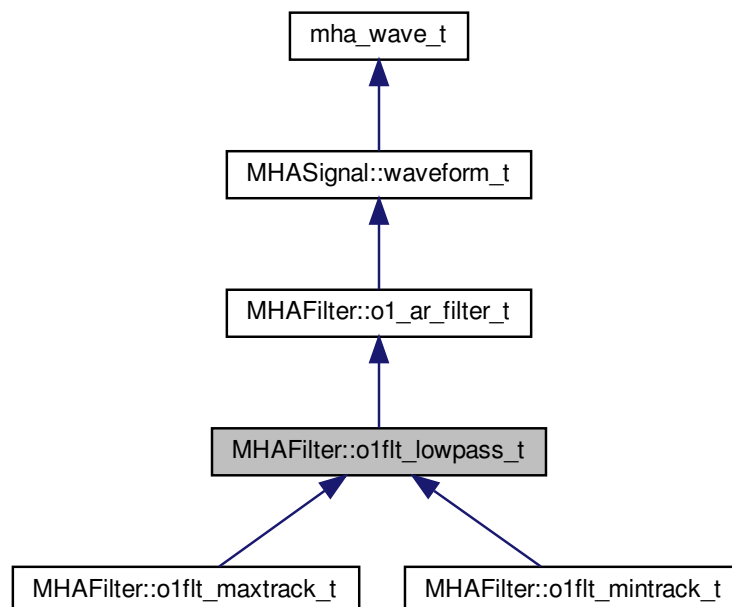 mha_wave_t
MHASignal::waveform_t
MHAFilter::o1_ar_filter_t
MHAFilter::o1flt_lowpass_t
MHAFilter::o1flt_maxtrack_t
MHAFilter::o1flt_mintrack_t